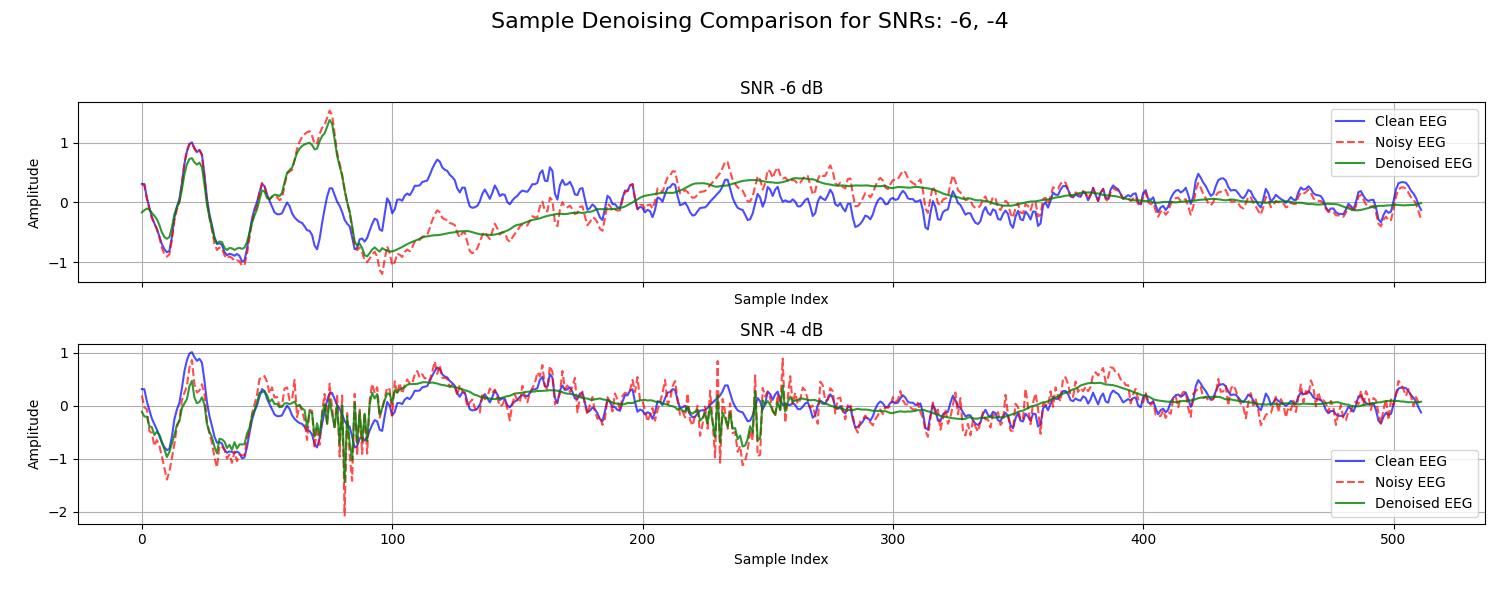 Sample Denoising Comparison for SNRs: -6, -4
SNR -6 dB
Amplitude
1
0
−1
Clean EEG
Noisy EEG
Denoised EEG
Sample Index
SNR -4 dB
Amplitude
1
0
−1
−2
Clean EEG
Noisy EEG
Denoised EEG
0 100 200 300 400 500
Sample Index